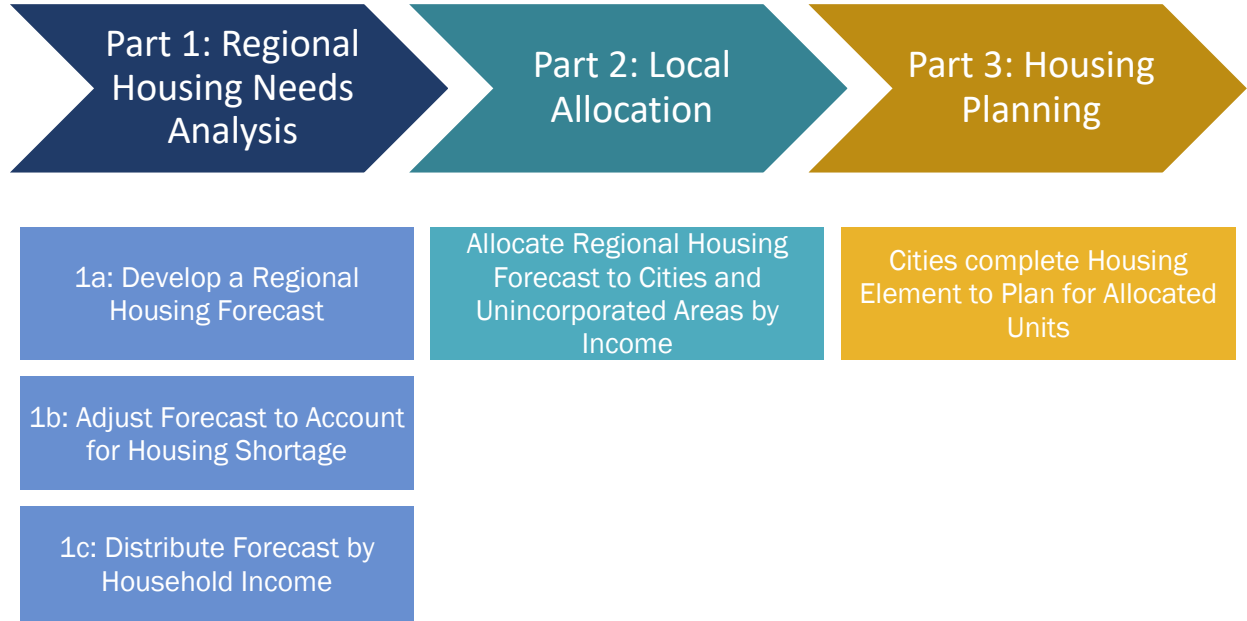 Part 1: Regional
Housing Needs
Analysis
Part 2: Local
Allocation
Part 3: Housing
Planning
1a: Develop a Regional
Housing Forecast
1b: Adjust Forecast to Account
for Housing Shortage
1c: Distribute Forecast by
Household Income
Allocate Regional Housing
Forecast to Cities and
Unincorporated Areas by
Income
Cities complete Housing
Element to Plan for Allocated
Units